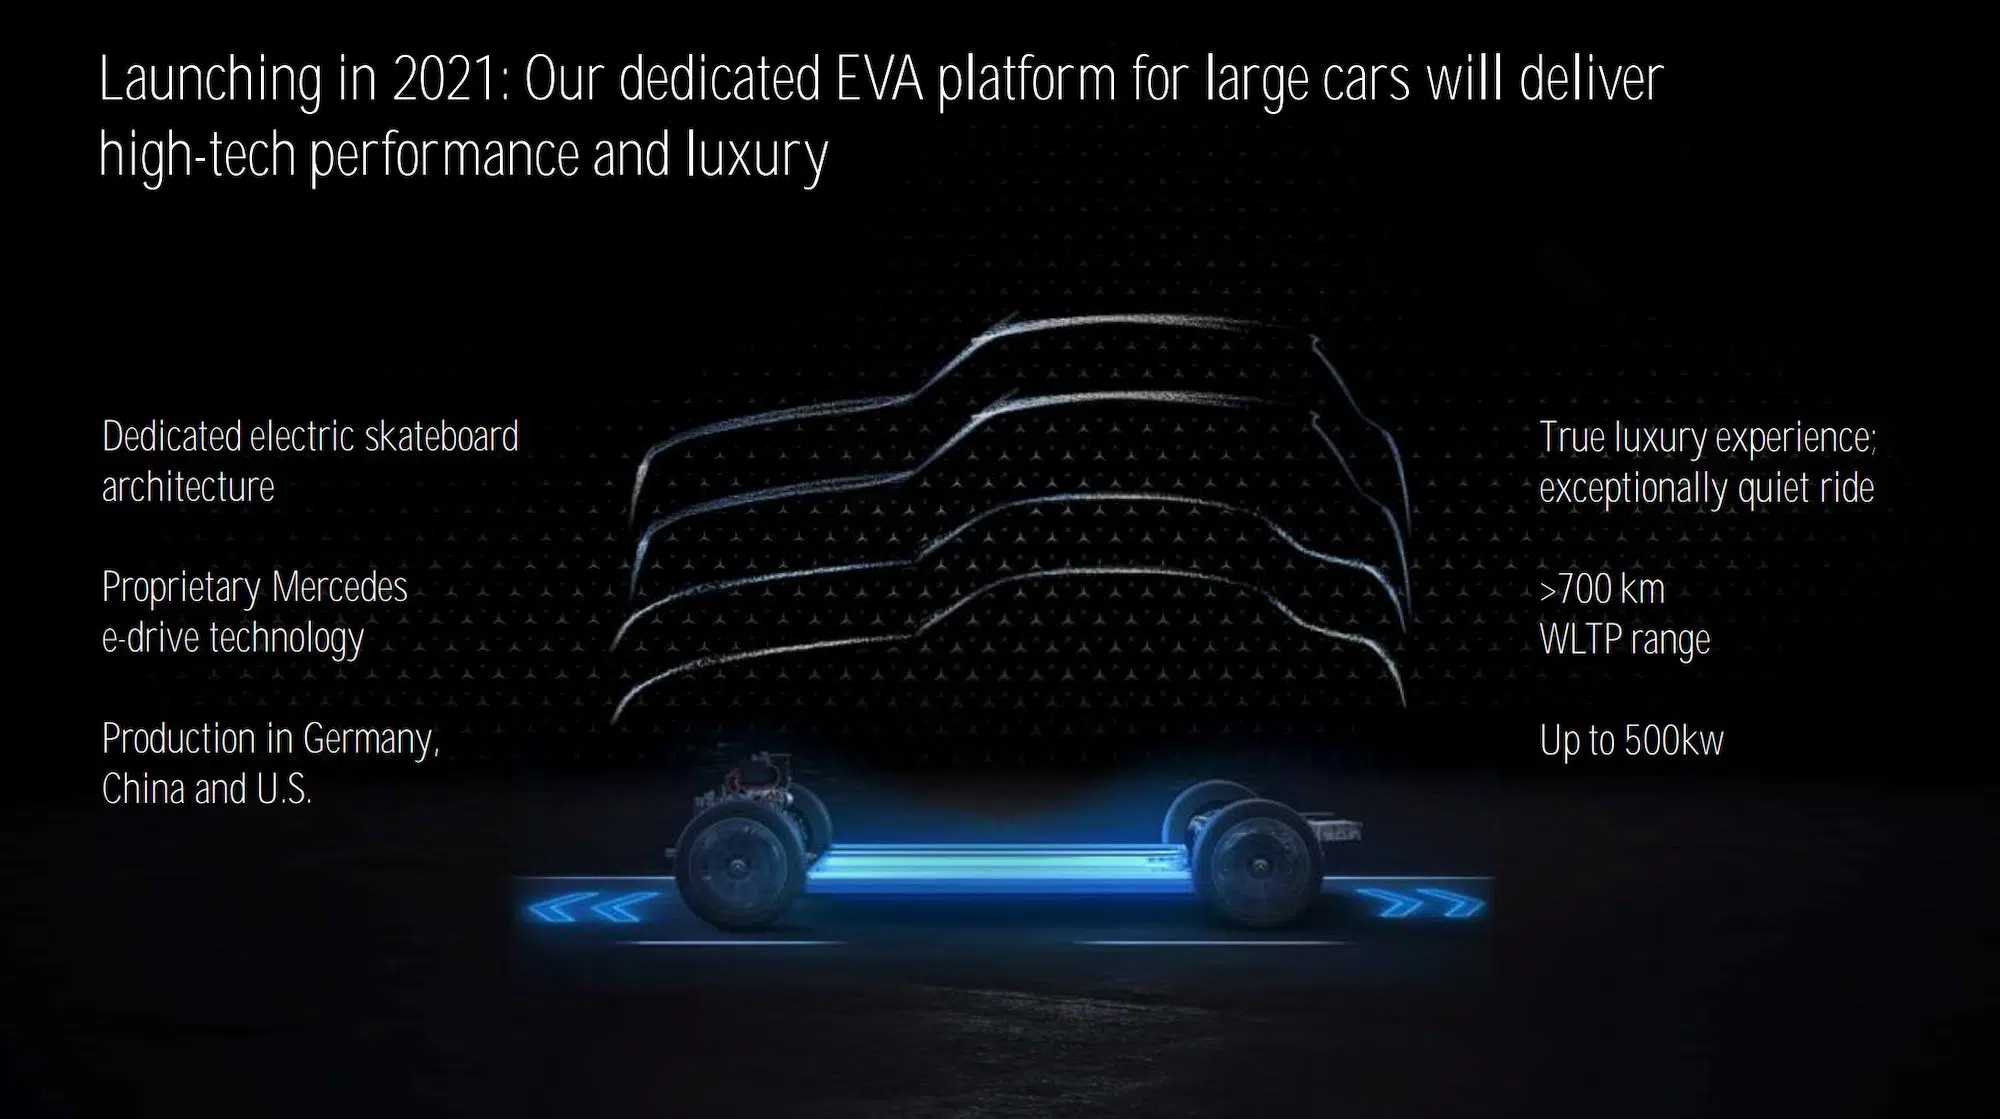 Launching in 2021: Our dedicated EVA platform for large cars will deliver
high-tech performance and luxury
Dedicated electric skateboard
architecture
Proprietary Mercedes
e-drive technology
Production in Germany,
China and U.S.
True luxury experience;
exceptionally quiet ride
>700 km
WLTP range
Up to 500kw